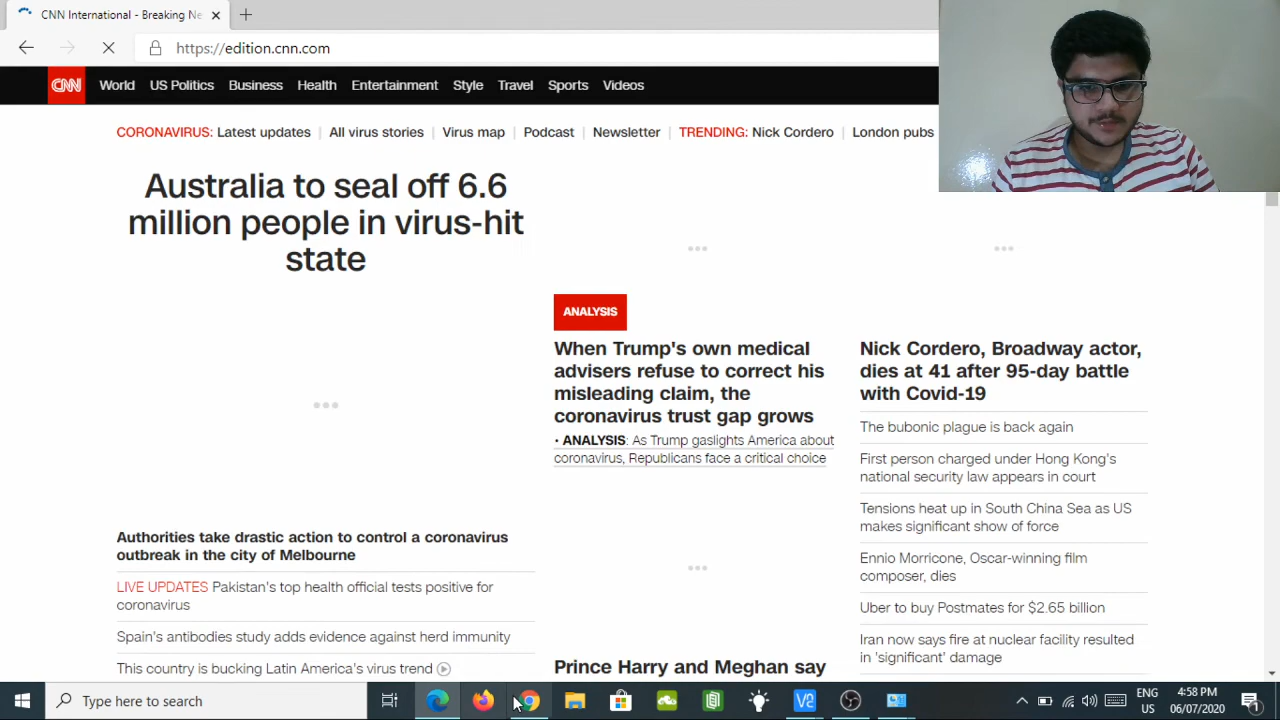 CNN International - Breaking Ne
https://edition.cnn.com
CNN World US Politics Business Health Entertainment Style Travel Sports Videos
CORONAVIRUS: Latest updates | All virus stories | Virus map | Podcast | Newsletter | TRENDING: Nick Cordero | London pubs
Australia to seal off 6.6
million people in virus-hit
state
Authorities take drastic action to control a coronavirus
outbreak in the city of Melbourne
LIVE UPDATES Pakistan's top health official tests positive for
coronavirus
Spain's antibodies study adds evidence against herd immunity
This country is bucking Latin America's virus trend
ANALYSIS
When Trump's own medical
advisers refuse to correct his
misleading claim, the
coronavirus trust gap grows
• ANALYSIS: As Trump gaslights America about
coronavirus, Republicans face a critical choice
Prince Harry and Meghan say
Nick Cordero, Broadway actor,
dies at 41 after 95-day battle
with Covid-19
The bubonic plague is back again
First person charged under Hong Kong's
national security law appears in court
Tensions heat up in South China Sea as US
makes significant show of force
Ennio Morricone, Oscar-winning film
composer, dies
Uber to buy Postmates for $2.65 billion
Iran now says fire at nuclear facility resulted
in 'significant' damage
Type here to search
ENG
US
4:58 PM
06/07/2020
1